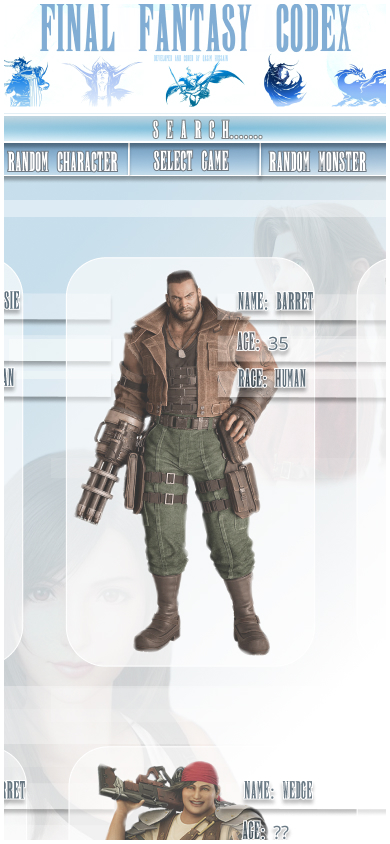 FINAL FANTASY CODEX
S E A R C H.......
RANDOM CHARACTER
SELECT GAME
RANDOM MONSTER
SIE
NAME: BARRET
AGE: 35
AN
RACE: HUMAN
RRET
NAME: WEDGE
AGE: ??